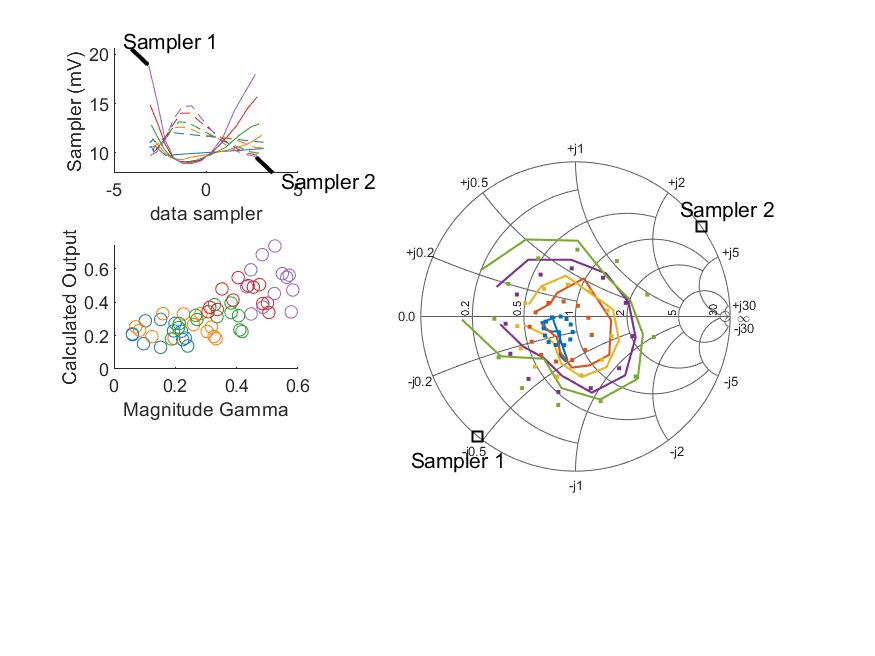 Sampler 1
Sampler (mV)
20
15
10
-5
0
5
Sampler 2
data sampler
Calculated Output
0.6
0.4
0.2
0
0
0.2
0.4
0.6
Magnitude Gamma
+j1
+j0.5
+j2
Sampler 2
+j0.2
+j5
0.0
0.2
0.5
1
2
5
30
+j30
∞
-j30
-j0.2
-j5
-j0.5
-j2
Sampler 1
-j1